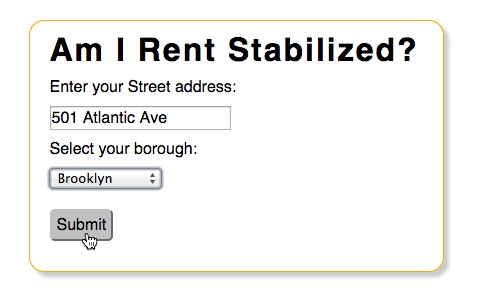 Am I Rent Stabilized?
Enter your Street address:
501 Atlantic Ave
Select your borough:
Brooklyn
Submit